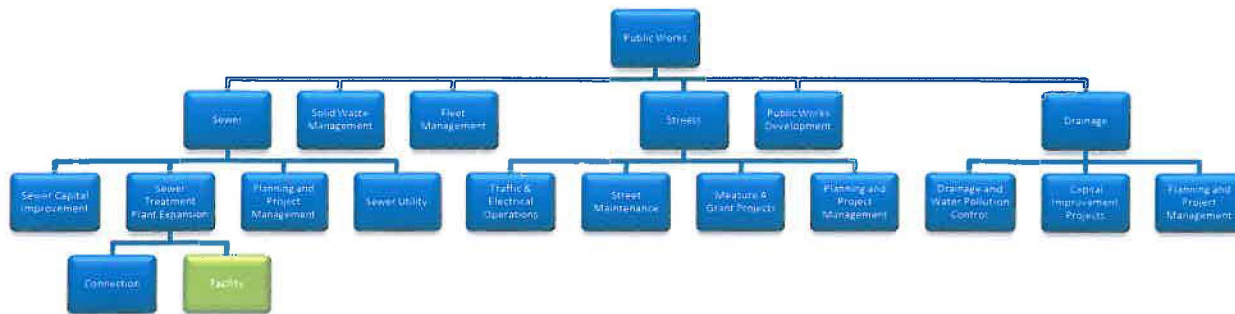 Public Works
Sewer
Solid Waste
Management
Fleet
Management
Streets
Public Works
Development
Drainage
Sewer Capital
Improvement
Sewer
Treatment
Plant Expansion
Planning and
Project
Management
Sewer Utility
Traffic &
Electrical
Operations
Street
Maintenance
Measure A
Grant Projects
Planning and
Project
Management
Drainage and
Water Pollution
Control
Capital
Improvement
Projects
Planning and
Project
Management
Connection
Facility